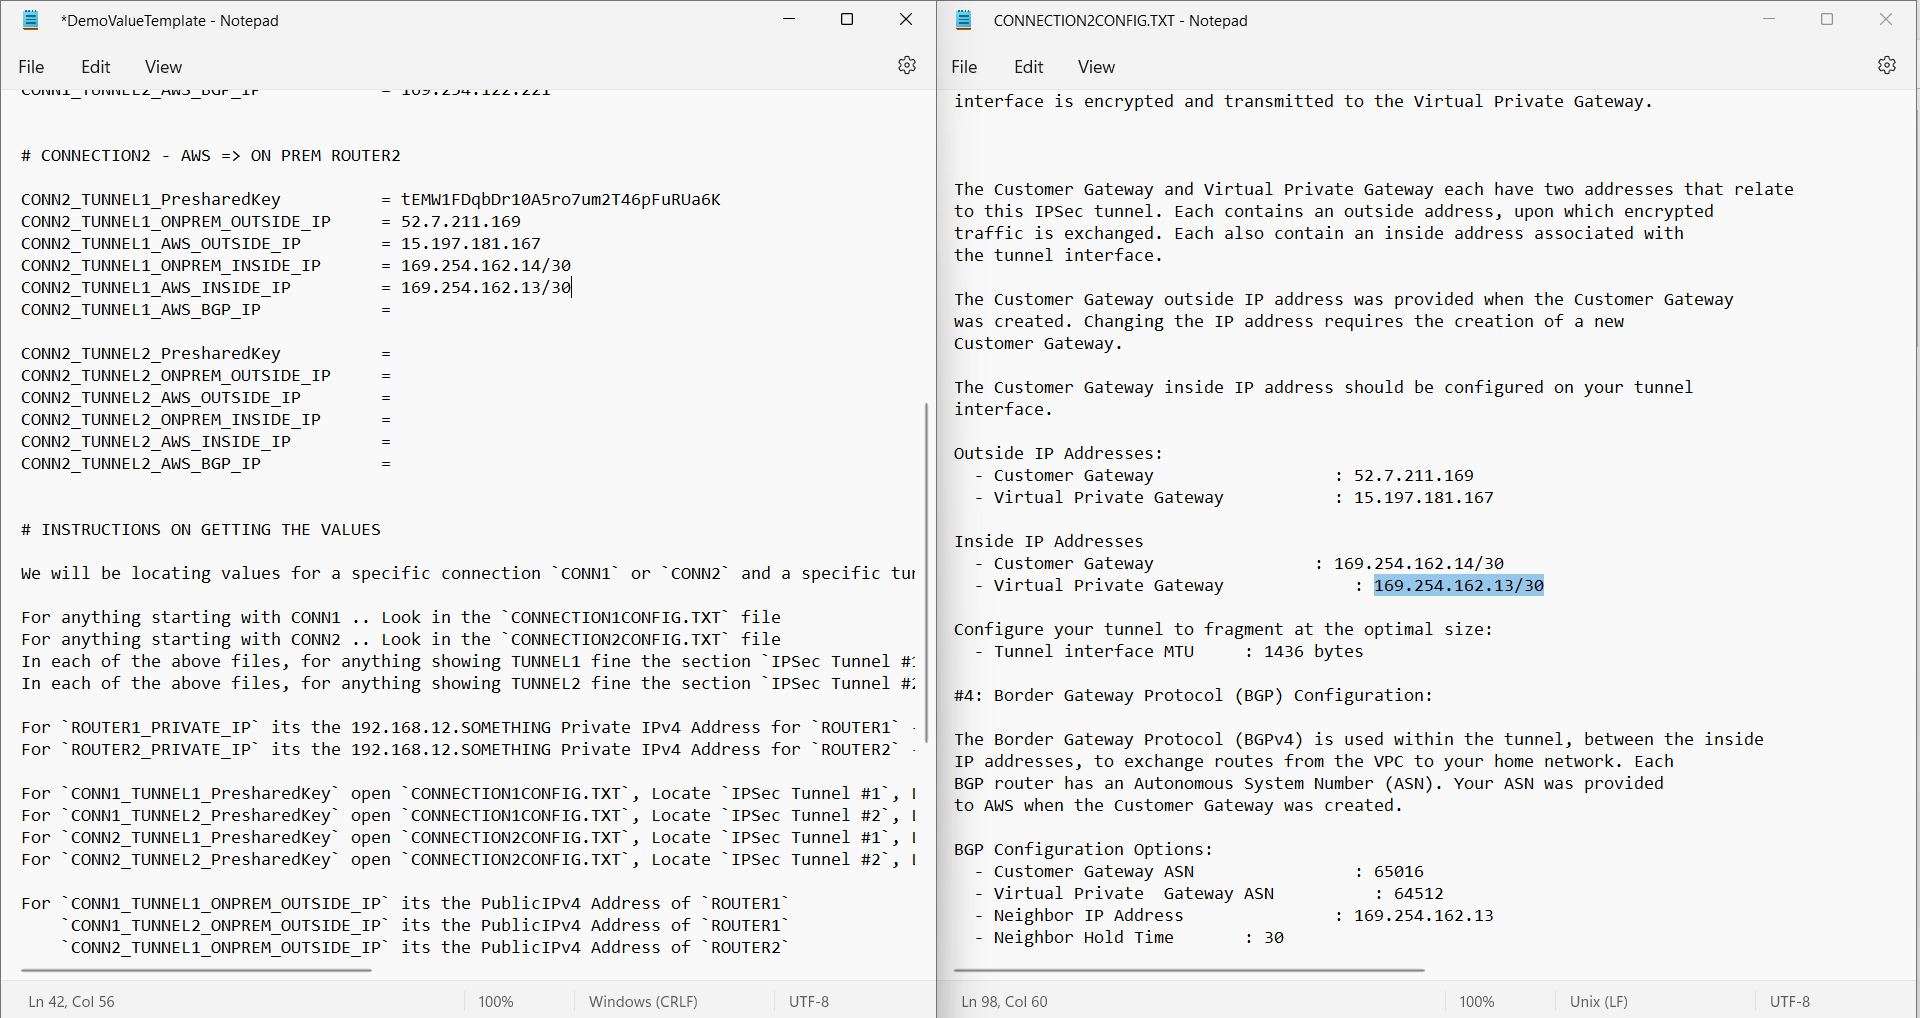 *DemoValueTemplate - Notepad
File Edit View
CONN1_TUNNEL2_AWS_BGP_IP = 169.254.122.221
# CONNECTION2 - AWS => ON PREM ROUTER2
CONN2_TUNNEL1_PresharedKey = tEMW1FDqbDr10A5ro7um2T46pFuRUa6K
CONN2_TUNNEL1_ONPREM_OUTSIDE_IP = 52.7.211.169
CONN2_TUNNEL1_AWS_OUTSIDE_IP = 15.197.181.167
CONN2_TUNNEL1_ONPREM_INSIDE_IP = 169.254.162.14/30
CONN2_TUNNEL1_AWS_INSIDE_IP = 169.254.162.13/30
CONN2_TUNNEL1_AWS_BGP_IP =
CONN2_TUNNEL2_PresharedKey =
CONN2_TUNNEL2_ONPREM_OUTSIDE_IP =
CONN2_TUNNEL2_AWS_OUTSIDE_IP =
CONN2_TUNNEL2_ONPREM_INSIDE_IP =
CONN2_TUNNEL2_AWS_INSIDE_IP =
CONN2_TUNNEL2_AWS_BGP_IP =
# INSTRUCTIONS ON GETTING THE VALUES
We will be locating values for a specific connection `CONN1` or `CONN2` and a specific tun
For anything starting with CONN1 .. Look in the `CONNECTION1CONFIG.TXT` file
For anything starting with CONN2 .. Look in the `CONNECTION2CONFIG.TXT` file
In each of the above files, for anything showing TUNNEL1 fine the section `IPSec Tunnel #1
In each of the above files, for anything showing TUNNEL2 fine the section `IPSec Tunnel #2
For `ROUTER1_PRIVATE_IP` its the 192.168.12.SOMETHING Private IPv4 Address for `ROUTER1` -
For `ROUTER2_PRIVATE_IP` its the 192.168.12.SOMETHING Private IPv4 Address for `ROUTER2` -
For `CONN1_TUNNEL1_PresharedKey` open `CONNECTION1CONFIG.TXT`, Locate `IPSec Tunnel #1`,
For `CONN1_TUNNEL2_PresharedKey` open `CONNECTION1CONFIG.TXT`, Locate `IPSec Tunnel #2`,
For `CONN2_TUNNEL1_PresharedKey` open `CONNECTION2CONFIG.TXT`, Locate `IPSec Tunnel #1`,
For `CONN2_TUNNEL2_PresharedKey` open `CONNECTION2CONFIG.TXT`, Locate `IPSec Tunnel #2`,
For `CONN1_TUNNEL1_ONPREM_OUTSIDE_IP` its the PublicIPv4 Address of `ROUTER1`
`CONN1_TUNNEL2_ONPREM_OUTSIDE_IP` its the PublicIPv4 Address of `ROUTER1`
`CONN2_TUNNEL1_ONPREM_OUTSIDE_IP` its the PublicIPv4 Address of `ROUTER2`
Ln 42, Col 56 100% Windows (CRLF) UTF-8
CONNECTION2CONFIG.TXT - Notepad
File Edit View
interface is encrypted and transmitted to the Virtual Private Gateway.
The Customer Gateway and Virtual Private Gateway each have two addresses that relate
to this IPSec tunnel. Each contains an outside address, upon which encrypted
traffic is exchanged. Each also contain an inside address associated with
the tunnel interface.
The Customer Gateway outside IP address was provided when the Customer Gateway
was created. Changing the IP address requires the creation of a new
Customer Gateway.
The Customer Gateway inside IP address should be configured on your tunnel
interface.
Outside IP Addresses:
- Customer Gateway : 52.7.211.169
- Virtual Private Gateway : 15.197.181.167
Inside IP Addresses
- Customer Gateway : 169.254.162.14/30
- Virtual Private Gateway : 169.254.162.13/30
Configure your tunnel to fragment at the optimal size:
- Tunnel interface MTU : 1436 bytes
#4: Border Gateway Protocol (BGP) Configuration:
The Border Gateway Protocol (BGPv4) is used within the tunnel, between the inside
IP addresses, to exchange routes from the VPC to your home network. Each
BGP router has an Autonomous System Number (ASN). Your ASN was provided
to AWS when the Customer Gateway was created.
BGP Configuration Options:
- Customer Gateway ASN : 65016
- Virtual Private  Gateway ASN : 64512
- Neighbor IP Address : 169.254.162.13
- Neighbor Hold Time : 30
Ln 98, Col 60 100% Unix (LF) UTF-8